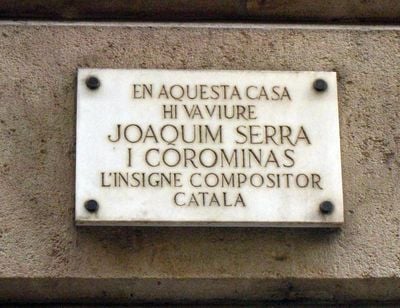 EN AQUESTA CASA
HI VA VIURE
JOAQUIM SERRA
I COROMINAS
L'INSIGNE COMPOSITOR
CATALA